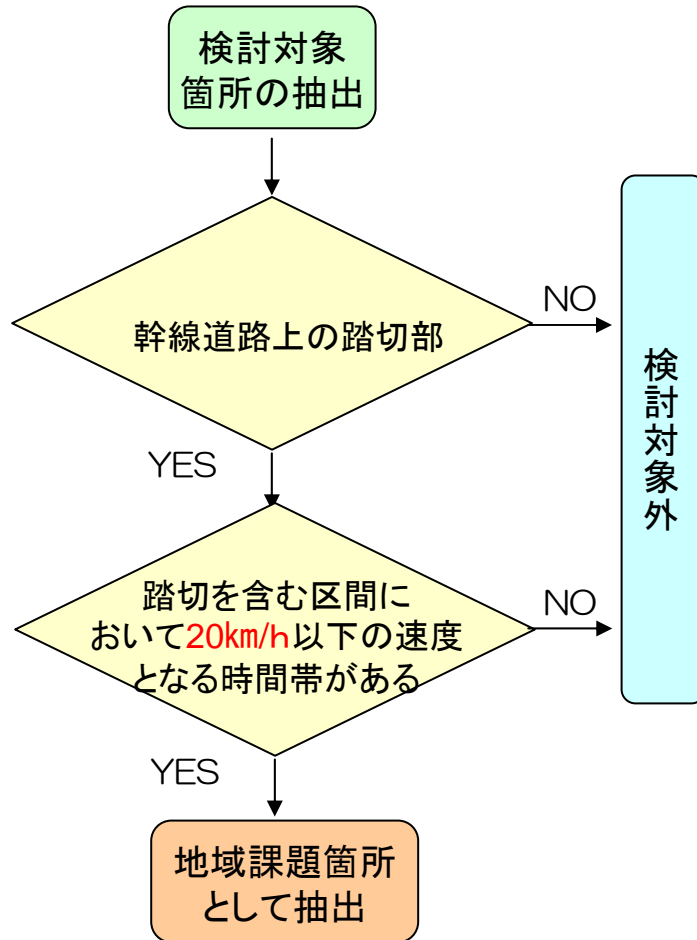 検討対象
箇所の抽出
幹線道路上の踏切部
NO
YES
踏切を含む区間に
おいて20km/h以下の速度
となる時間帯がある
NO
YES
地域課題箇所
として抽出
検討対象外